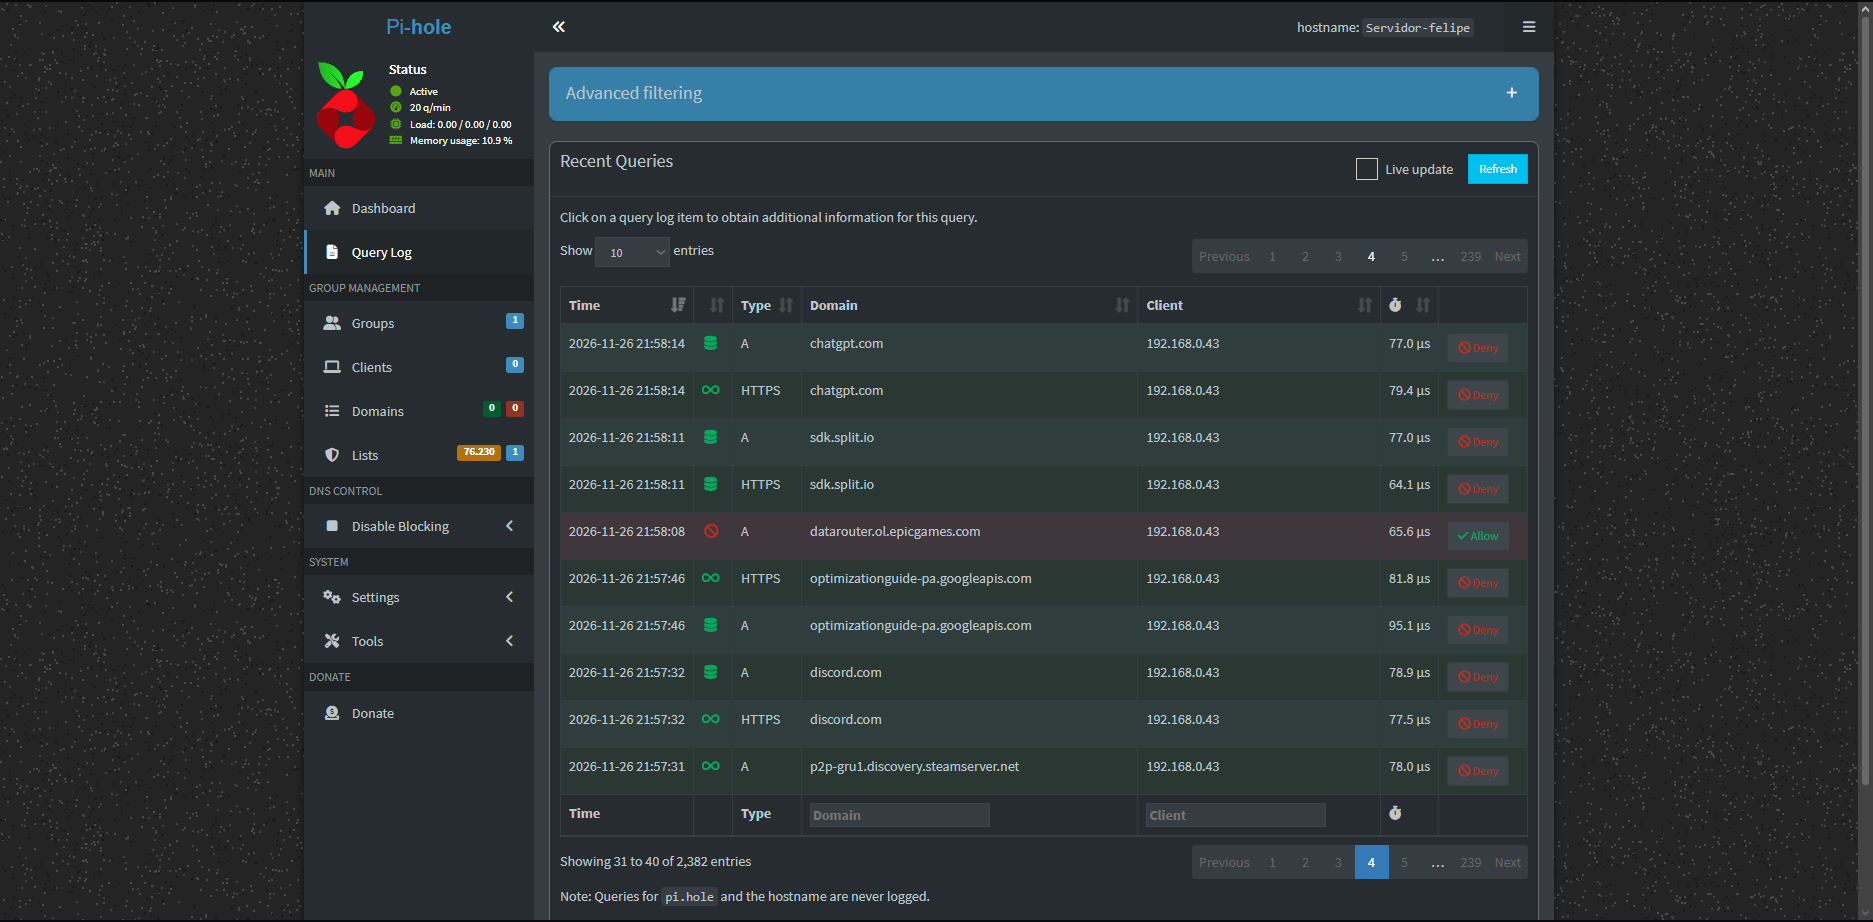 Pi-hole
hostname: Servidor-felipe
Status
Active
20 q/min
Load: 0.00 / 0.00 / 0.00
Memory usage: 10.9 %
MAIN
Dashboard
Query Log
GROUP MANAGEMENT
Groups 1
Clients 0
Domains 0 0
Lists 76.230 1
DNS CONTROL
Disable Blocking
SYSTEM
Settings
Tools
DONATE
Donate
Advanced filtering +
Recent Queries
Live update Refresh
Click on a query log item to obtain additional information for this query.
Show 10 entries
Previous 1 2 3 4 5 … 239 Next
Time Type Domain Client
2026-11-26 21:58:14 A chatgpt.com 192.168.0.43 77.0 µs Deny
2026-11-26 21:58:14 HTTPS chatgpt.com 192.168.0.43 79.4 µs Deny
2026-11-26 21:58:11 A sdk.split.io 192.168.0.43 77.0 µs Deny
2026-11-26 21:58:11 HTTPS sdk.split.io 192.168.0.43 64.1 µs Deny
2026-11-26 21:58:08 A datarouter.ol.epicgames.com 192.168.0.43 65.6 µs Allow
2026-11-26 21:57:46 HTTPS optimizationguide-pa.googleapis.com 192.168.0.43 81.8 µs Deny
2026-11-26 21:57:46 A optimizationguide-pa.googleapis.com 192.168.0.43 95.1 µs Deny
2026-11-26 21:57:32 A discord.com 192.168.0.43 78.9 µs Deny
2026-11-26 21:57:32 HTTPS discord.com 192.168.0.43 77.5 µs Deny
2026-11-26 21:57:31 A p2p-gru1.discovery.steamserver.net 192.168.0.43 78.0 µs Deny
Time Type Domain Client
Showing 31 to 40 of 2,382 entries
Previous 1 2 3 4 5 … 239 Next
Note: Queries for pi.hole and the hostname are never logged.